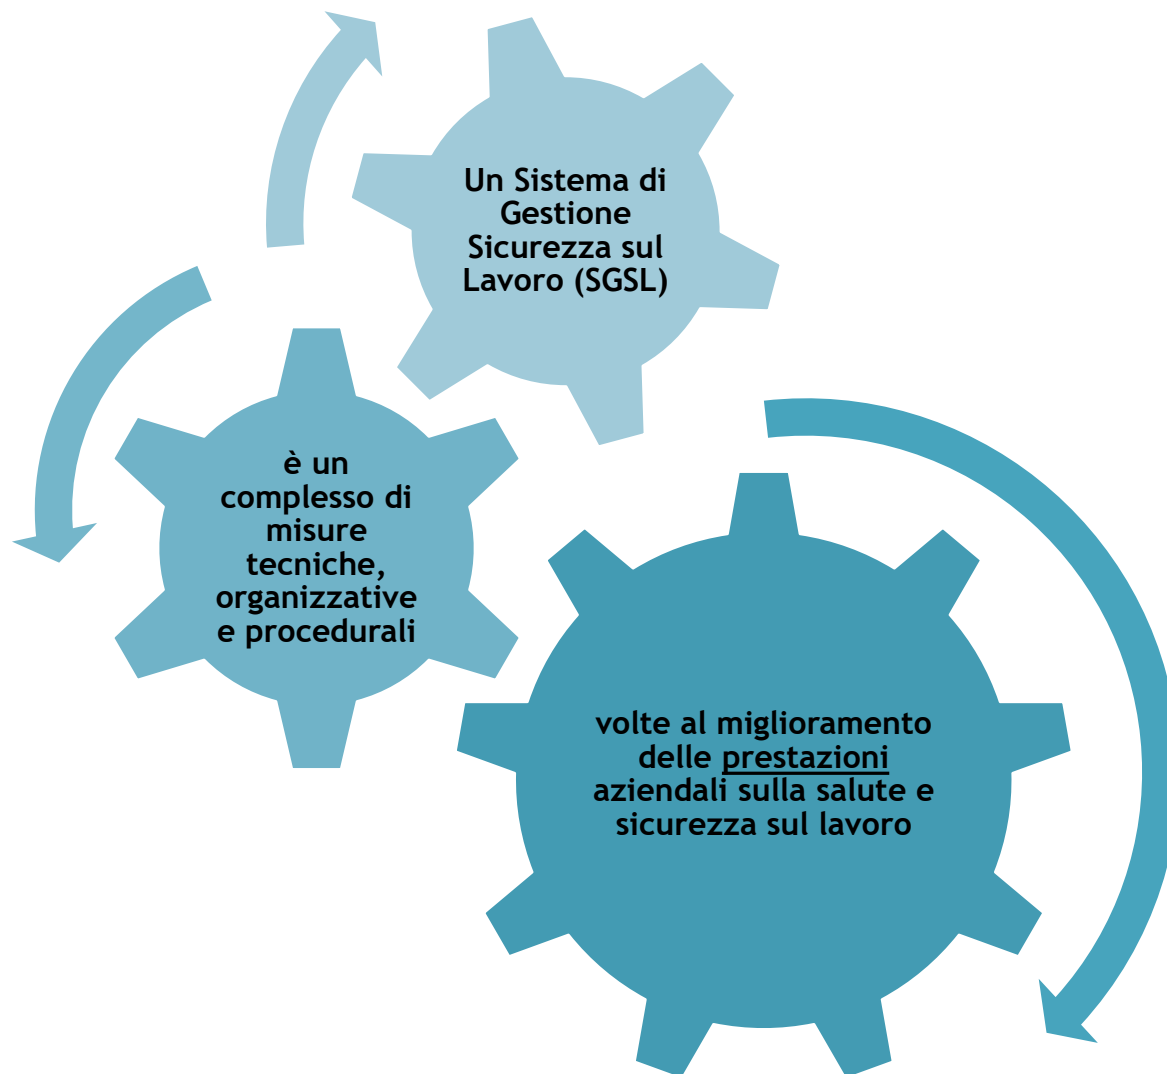 Un Sistema di
Gestione
Sicurezza sul
Lavoro (SGSL)
è un
complesso di
misure
tecniche,
organizzative
e procedurali
volte al miglioramento
delle prestazioni
aziendali sulla salute e
sicurezza sul lavoro